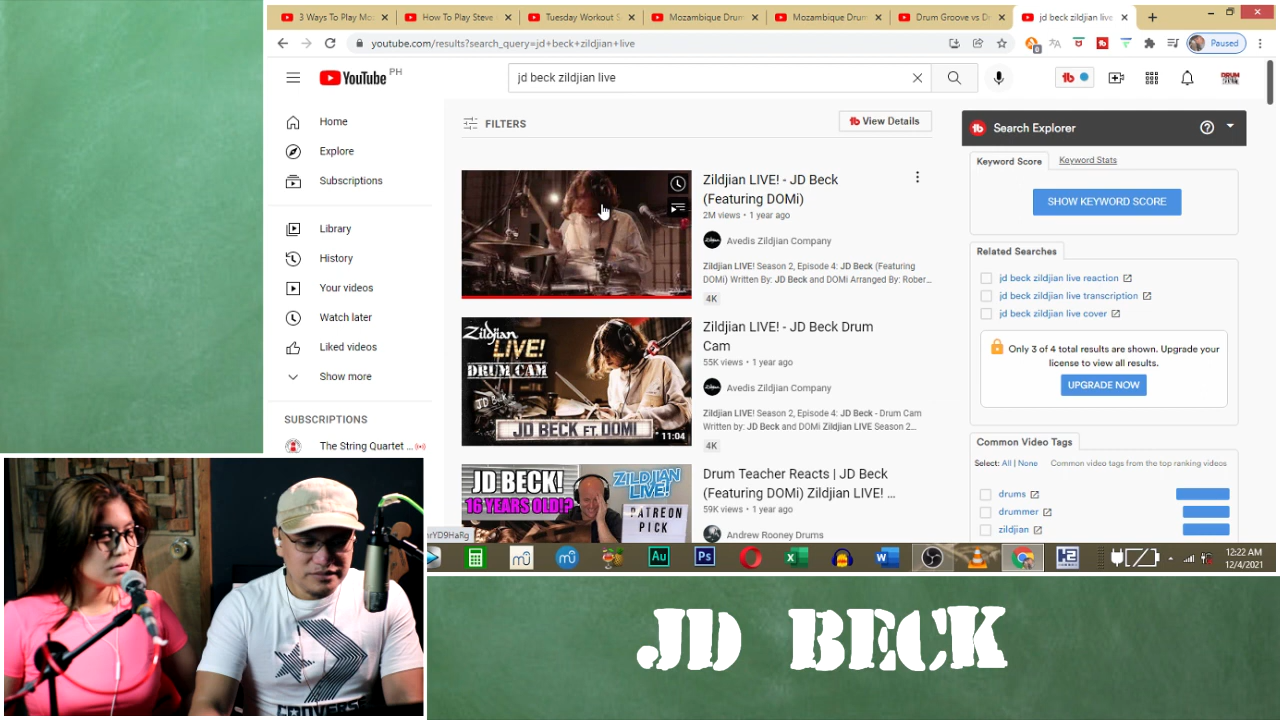 3 Ways To Play Mo
How To Play Steve
Tuesday Workout S
Mozambique Drum
Mozambique Drum
Drum Groove vs D
jd beck zildjian live
youtube.com/results?search_query=jd+beck+zildjian+live
Paused
YouTube PH
jd beck zildjian live
Home
Explore
Subscriptions
Library
History
Your videos
Watch later
Liked videos
Show more
SUBSCRIPTIONS
The String Quartet ...
FILTERS
View Details
Zildjian LIVE! - JD Beck
(Featuring DOMi)
2M views • 1 year ago
Avedis Zildjian Company
Zildjian LIVE! Season 2, Episode 4: JD Beck (Featuring
DOMi) Written By: JD Beck and DOMi Arranged By: Rober...
4K
Zildjian
LIVE!
DRUM CAM
JD Beck
JD BECK FT. DOMI
11:04
Zildjian LIVE! - JD Beck Drum
Cam
55K views • 1 year ago
Avedis Zildjian Company
Zildjian LIVE! Season 2, Episode 4: JD Beck - Drum Cam
Written by: JD Beck and DOMi Zildjian LIVE Season 2...
4K
JD BECK!
16 YEARS OLD!?
ZILDJIAN
LIVE!
PATREON
PICK
Drum Teacher Reacts | JD Beck
(Featuring DOMi) Zildjian LIVE! ...
59K views • 1 year ago
Andrew Rooney Drums
Search Explorer
Keyword Score
Keyword Stats
SHOW KEYWORD SCORE
Related Searches
jd beck zildjian live reaction
jd beck zildjian live transcription
jd beck zildjian live cover
Only 3 of 4 total results are shown. Upgrade your
license to view all results.
UPGRADE NOW
Common Video Tags
Select: All | None
Common video tags from the top ranking videos
drums
drummer
zildjian
rYD9HaRg
Au
Ps
12:22 AM
12/4/2021
CONVERSE
JD BECK